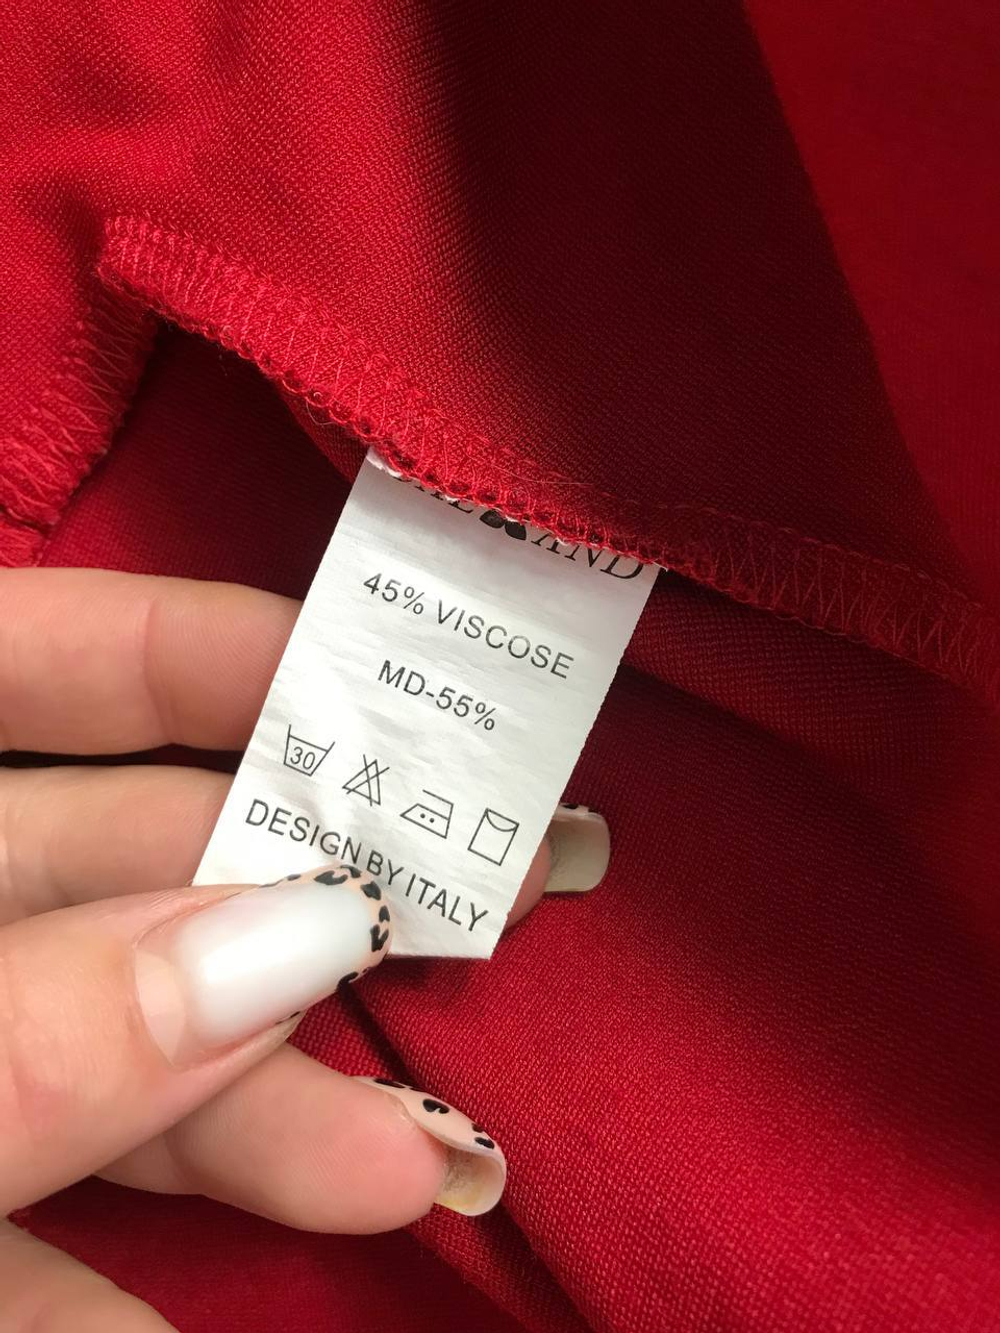 45% VISCOSE
MD-55%
30
DESIGN BY ITALY